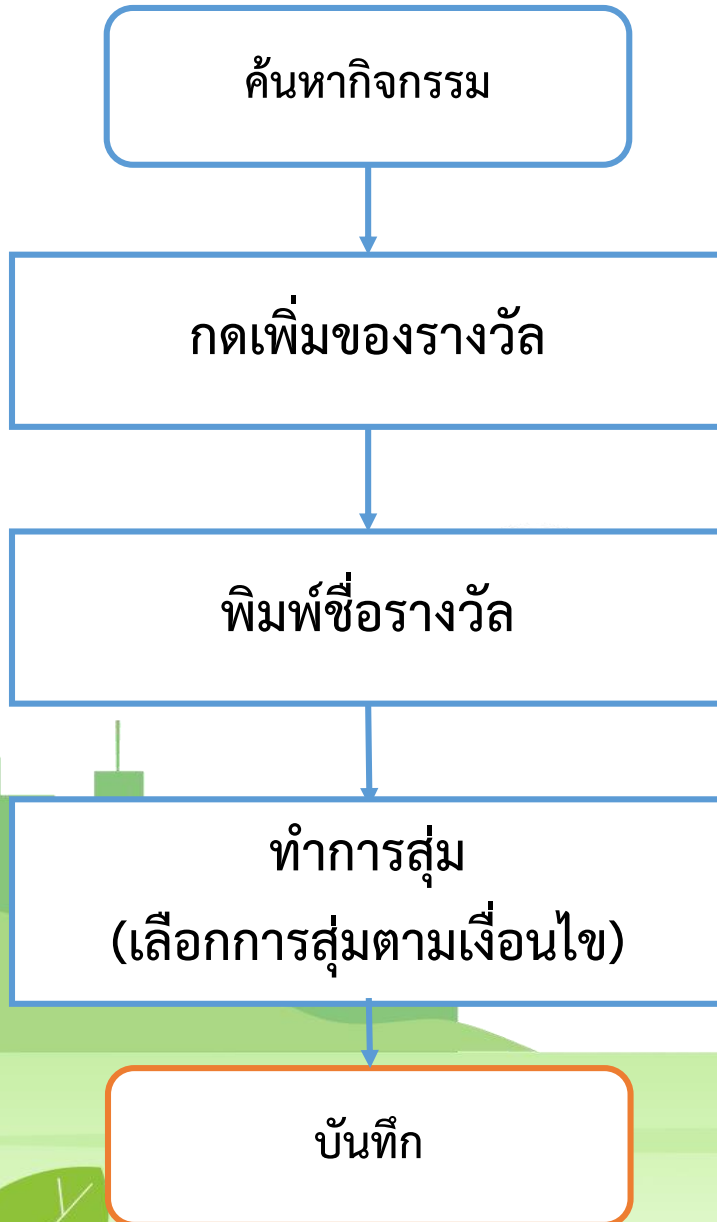 ค้นหากิจกรรม
กดเพิ่มของรางวัล
พิมพ์ชื่อรางวัล
ทำการสุ่ม
(เลือกการสุ่มตามเงื่อนไข)
บันทึก